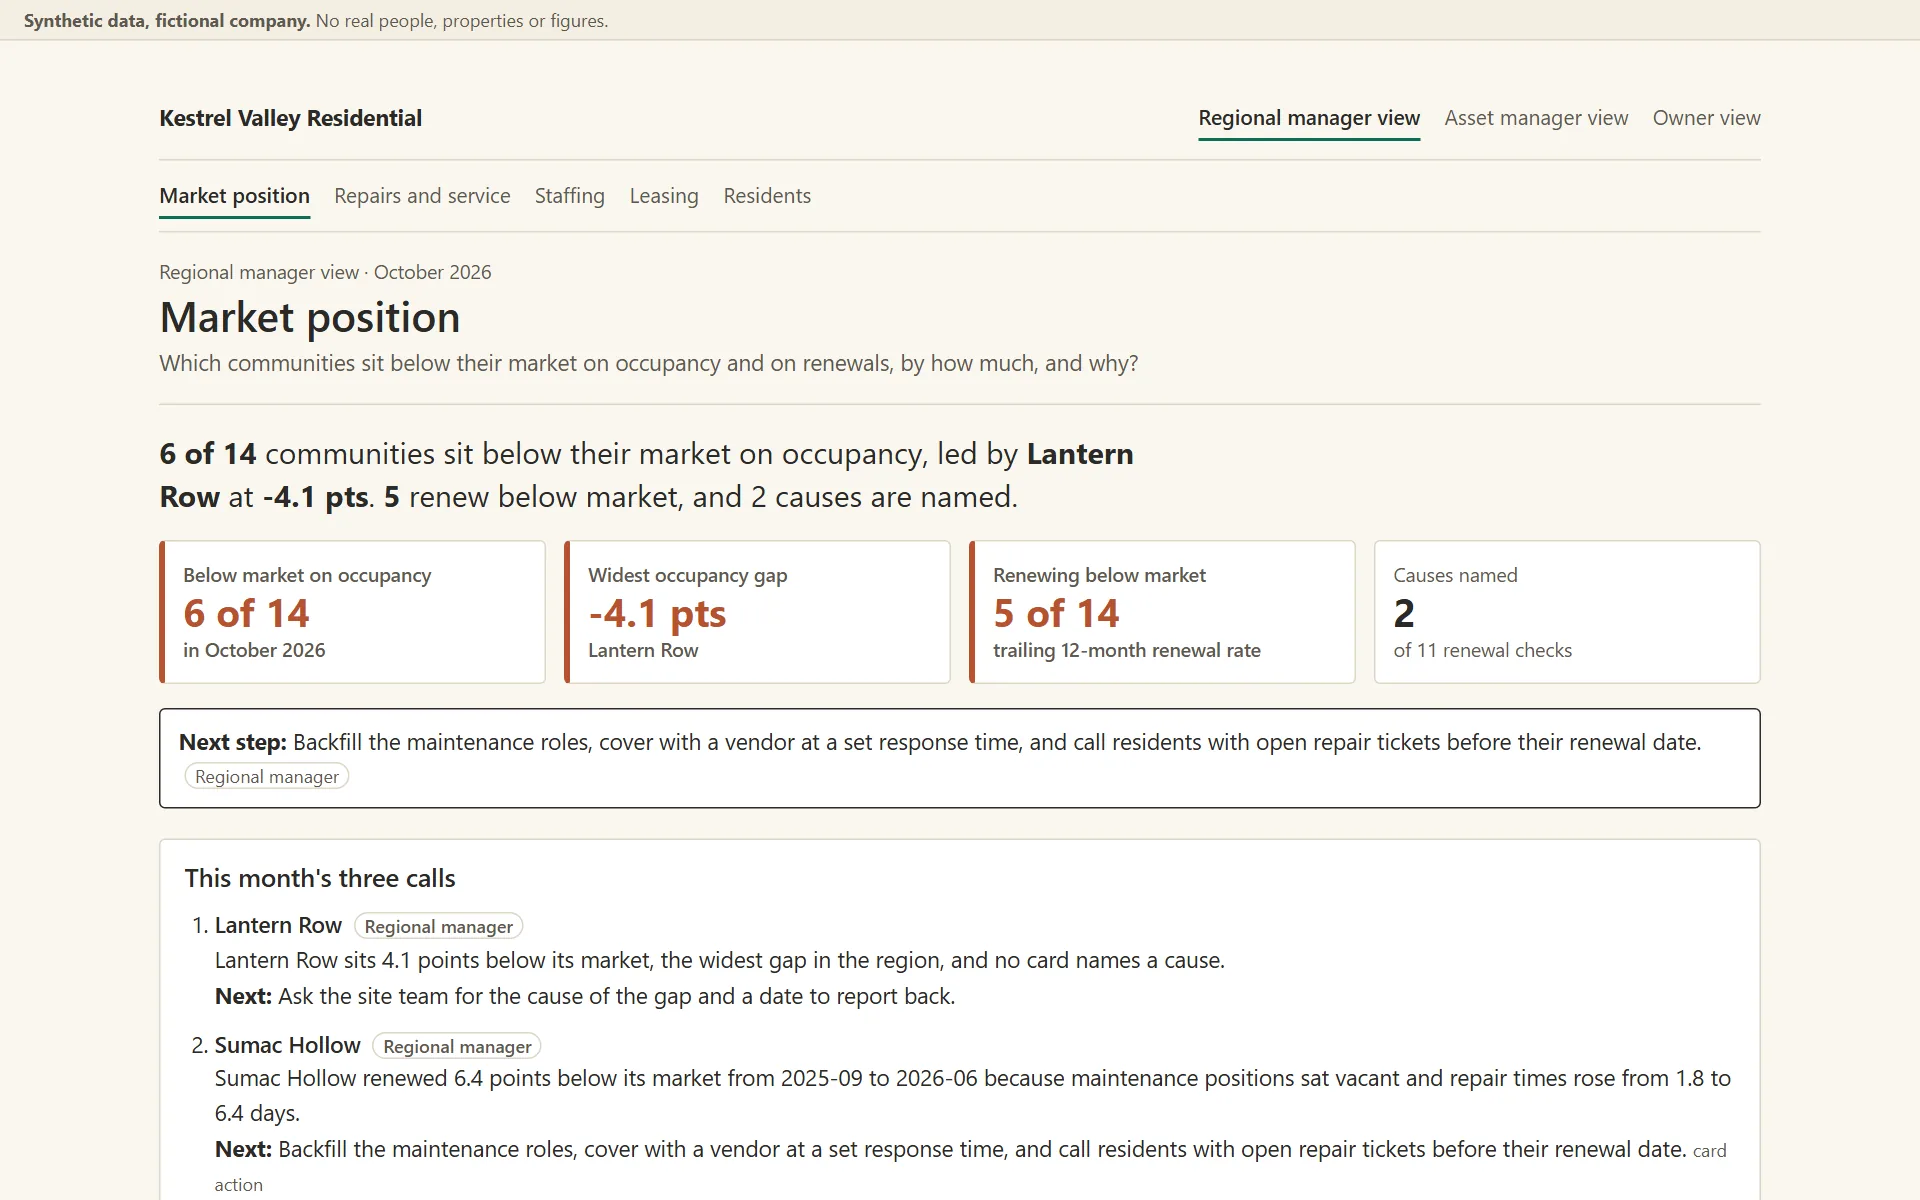 Synthetic data, fictional company. No real people, properties or figures.
Kestrel Valley Residential
Regional manager view Asset manager view Owner view
Market position Repairs and service Staffing Leasing Residents
Regional manager view · October 2026
Market position
Which communities sit below their market on occupancy and on renewals, by how much, and why?
6 of 14 communities sit below their market on occupancy, led by Lantern
Row at -4.1 pts. 5 renew below market, and 2 causes are named.
Below market on occupancy
6 of 14
in October 2026
Widest occupancy gap
-4.1 pts
Lantern Row
Renewing below market
5 of 14
trailing 12-month renewal rate
Causes named
2
of 11 renewal checks
Next step: Backfill the maintenance roles, cover with a vendor at a set response time, and call residents with open repair tickets before their renewal date.
Regional manager
This month's three calls
1. Lantern Row Regional manager
Lantern Row sits 4.1 points below its market, the widest gap in the region, and no card names a cause.
Next: Ask the site team for the cause of the gap and a date to report back.
2. Sumac Hollow Regional manager
Sumac Hollow renewed 6.4 points below its market from 2025-09 to 2026-06 because maintenance positions sat vacant and repair times rose from 1.8 to
6.4 days.
Next: Backfill the maintenance roles, cover with a vendor at a set response time, and call residents with open repair tickets before their renewal date. card
action